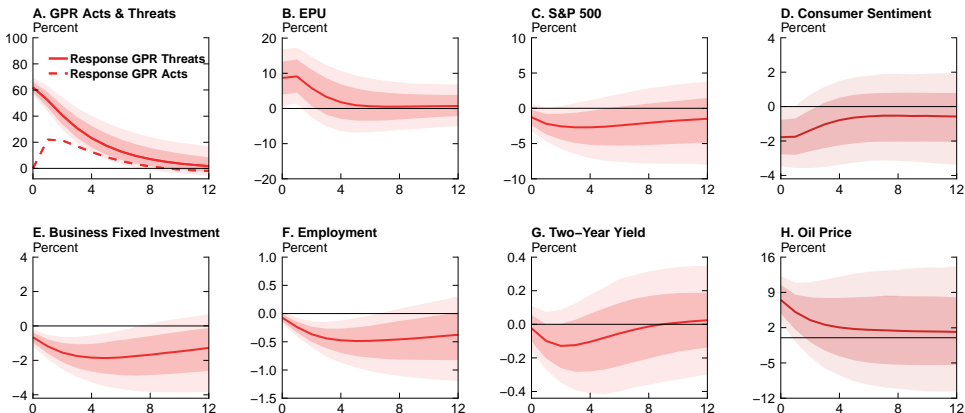 A. GPR Acts & Threats
Percent
100
80
60
40
20
0
Response GPR Threats
Response GPR Acts
0 4 8 12
B. EPU
Percent
20
10
0
−10
−20
0 4 8 12
C. S&P 500
Percent
10
5
0
−5
−10
0 4 8 12
D. Consumer Sentiment
Percent
4
2
0
−2
−4
0 4 8 12
E. Business Fixed Investment
Percent
4
2
0
−2
−4
0 4 8 12
F. Employment
Percent
1.0
0.5
0.0
−0.5
−1.0
−1.5
0 4 8 12
G. Two−Year Yield
Percent
0.4
0.2
0.0
−0.2
−0.4
0 4 8 12
H. Oil Price
Percent
16
9
2
−5
−12
0 4 8 12